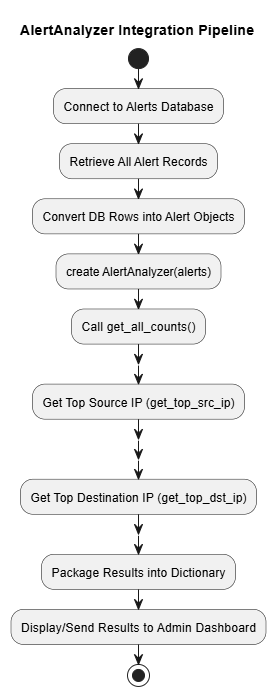 AlertAnalyzer Integration Pipeline
Connect to Alerts Database
Retrieve All Alert Records
Convert DB Rows into Alert Objects
create AlertAnalyzer(alerts)
Call get_all_counts()
Get Top Source IP (get_top_src_ip)
Get Top Destination IP (get_top_dst_ip)
Package Results into Dictionary
Display/Send Results to Admin Dashboard